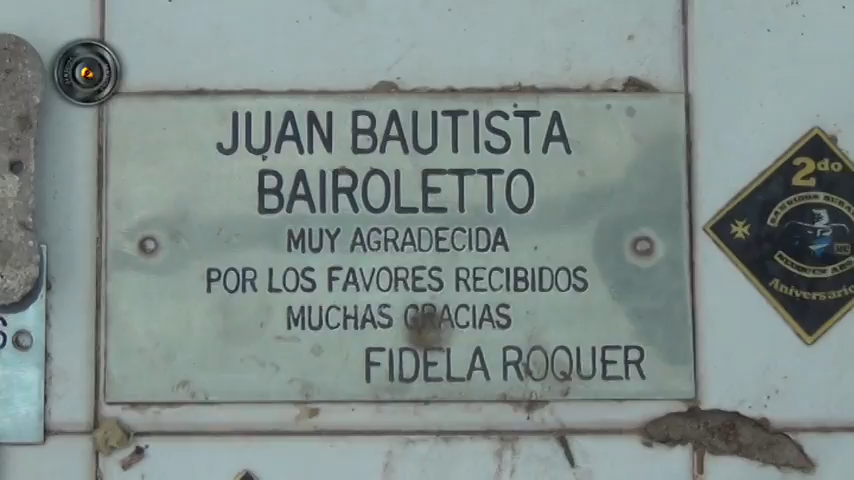 JUAN BAUTISTA
BAIROLETTO
MUY AGRADECIDA
POR LOS FAVORES RECIBIDOS
MUCHAS GRACIAS
FIDELA ROQUER
2do
Aniversario
S